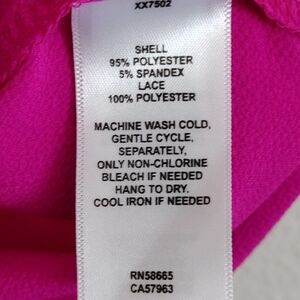 XX7502
SHELL
95% POLYESTER
5% SPANDEX
LACE
100% POLYESTER
MACHINE WASH COLD,
GENTLE CYCLE,
SEPARATELY,
ONLY NON-CHLORINE
BLEACH IF NEEDED
HANG TO DRY.
COOL IRON IF NEEDED
RN58665
CA57963